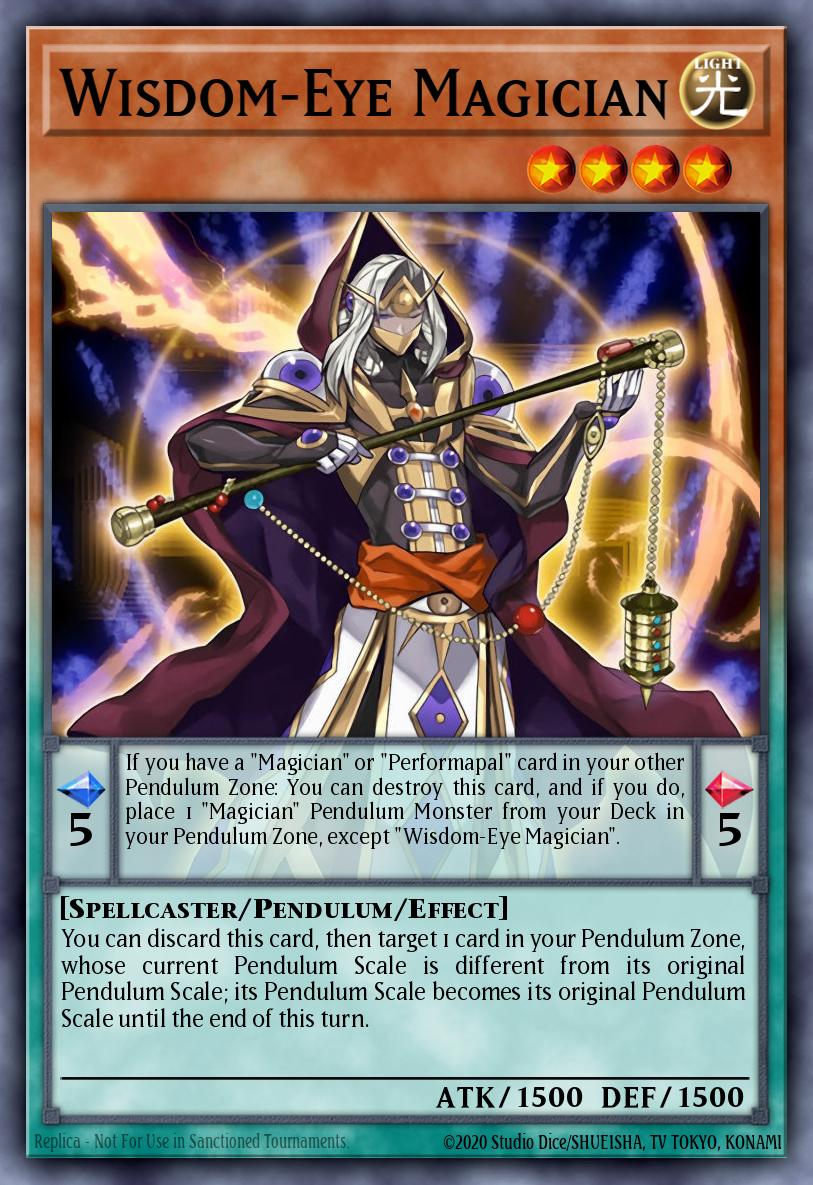 Wisdom-Eye Magician
LIGHT
光
If you have a "Magician" or "Performapal" card in your other
Pendulum Zone: You can destroy this card, and if you do,
place 1 "Magician" Pendulum Monster from your Deck in
your Pendulum Zone, except "Wisdom-Eye Magician".
5
5
[Spellcaster/Pendulum/Effect]
You can discard this card, then target 1 card in your Pendulum Zone,
whose current Pendulum Scale is different from its original
Pendulum Scale; its Pendulum Scale becomes its original Pendulum
Scale until the end of this turn.
ATK/1500 DEF/1500
Replica - Not For Use in Sanctioned Tournaments.
©2020 Studio Dice/SHUEISHA, TV TOKYO, KONAMI